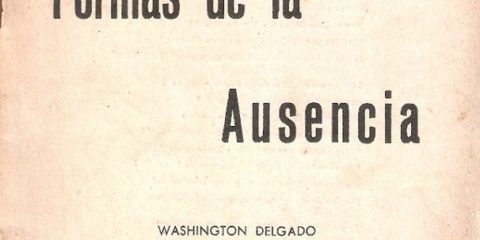 Formas de la
Ausencia
WASHINGTON DELGADO